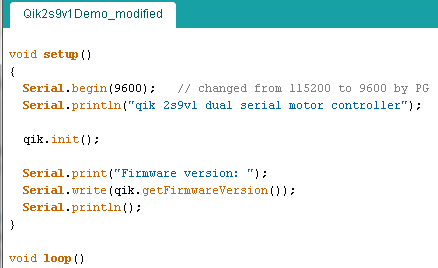 Qik2s9v1Demo_modified
void setup()
{
  Serial.begin(9600);   // changed from 115200 to 9600 by PG
  Serial.println("qik 2s9v1 dual serial motor controller");
  qik.init();
  Serial.print("Firmware version: ");
  Serial.write(qik.getFirmwareVersion());
  Serial.println();
}
void loop()